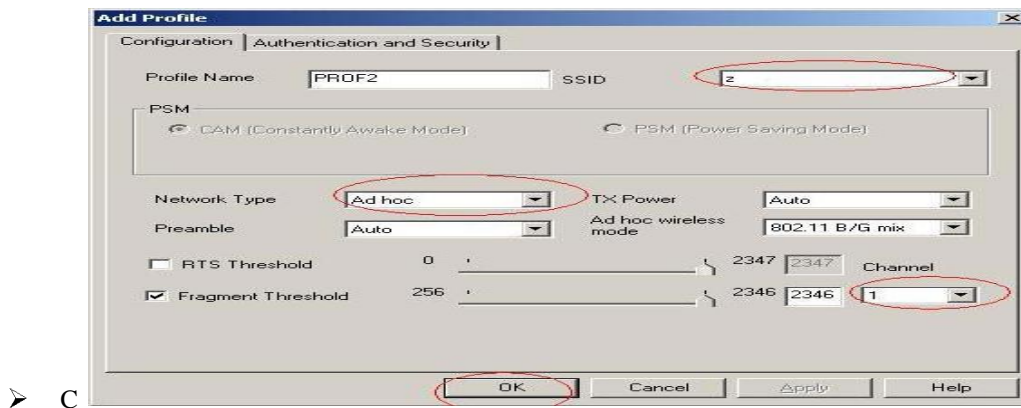 Add Profile
Configuration Authentication and Security
Profile Name PROF2 SSID z
PSM
CAM (Constantly Awake Mode) PSM (Power Saving Mode)
Network Type Ad hoc TX Power Auto
Preamble Auto Ad hoc wireless mode 802.11 B/G mix
RTS Threshold 0 2347 2347 Channel
Fragment Threshold 256 2346 2346 1
➢ C
OK Cancel Apply Help